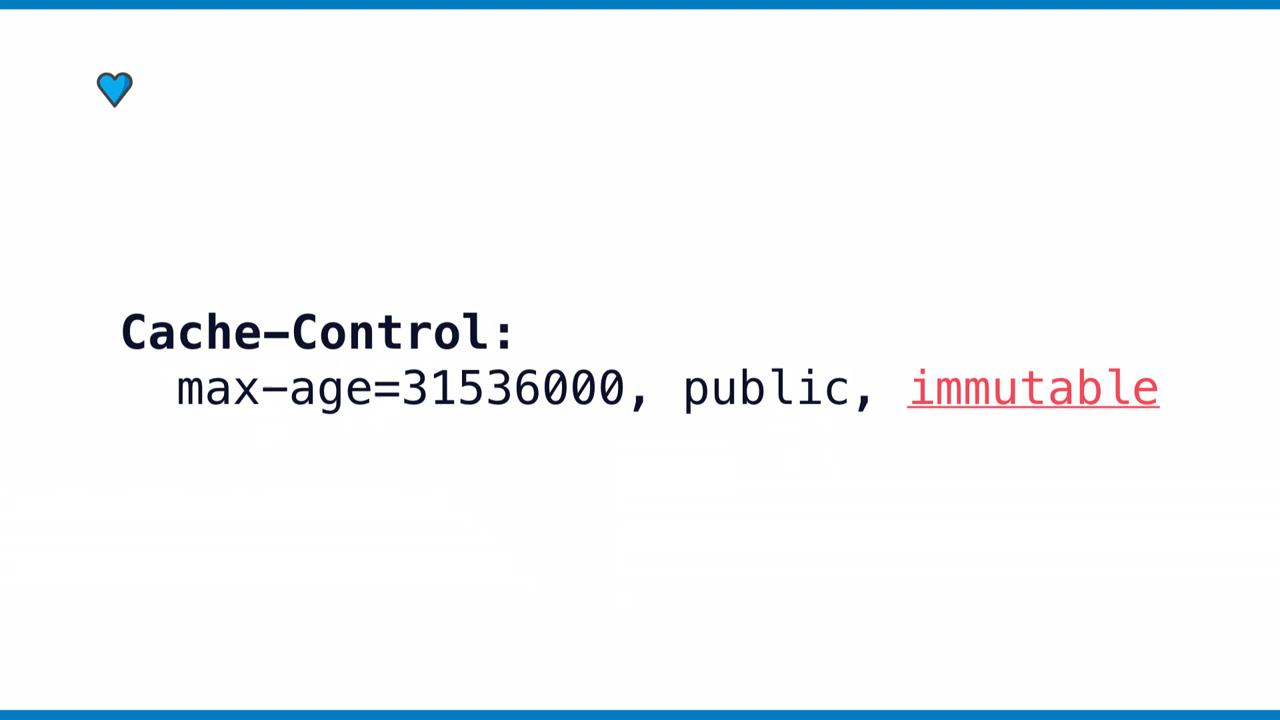 Cache-Control:
max-age=31536000, public, immutable